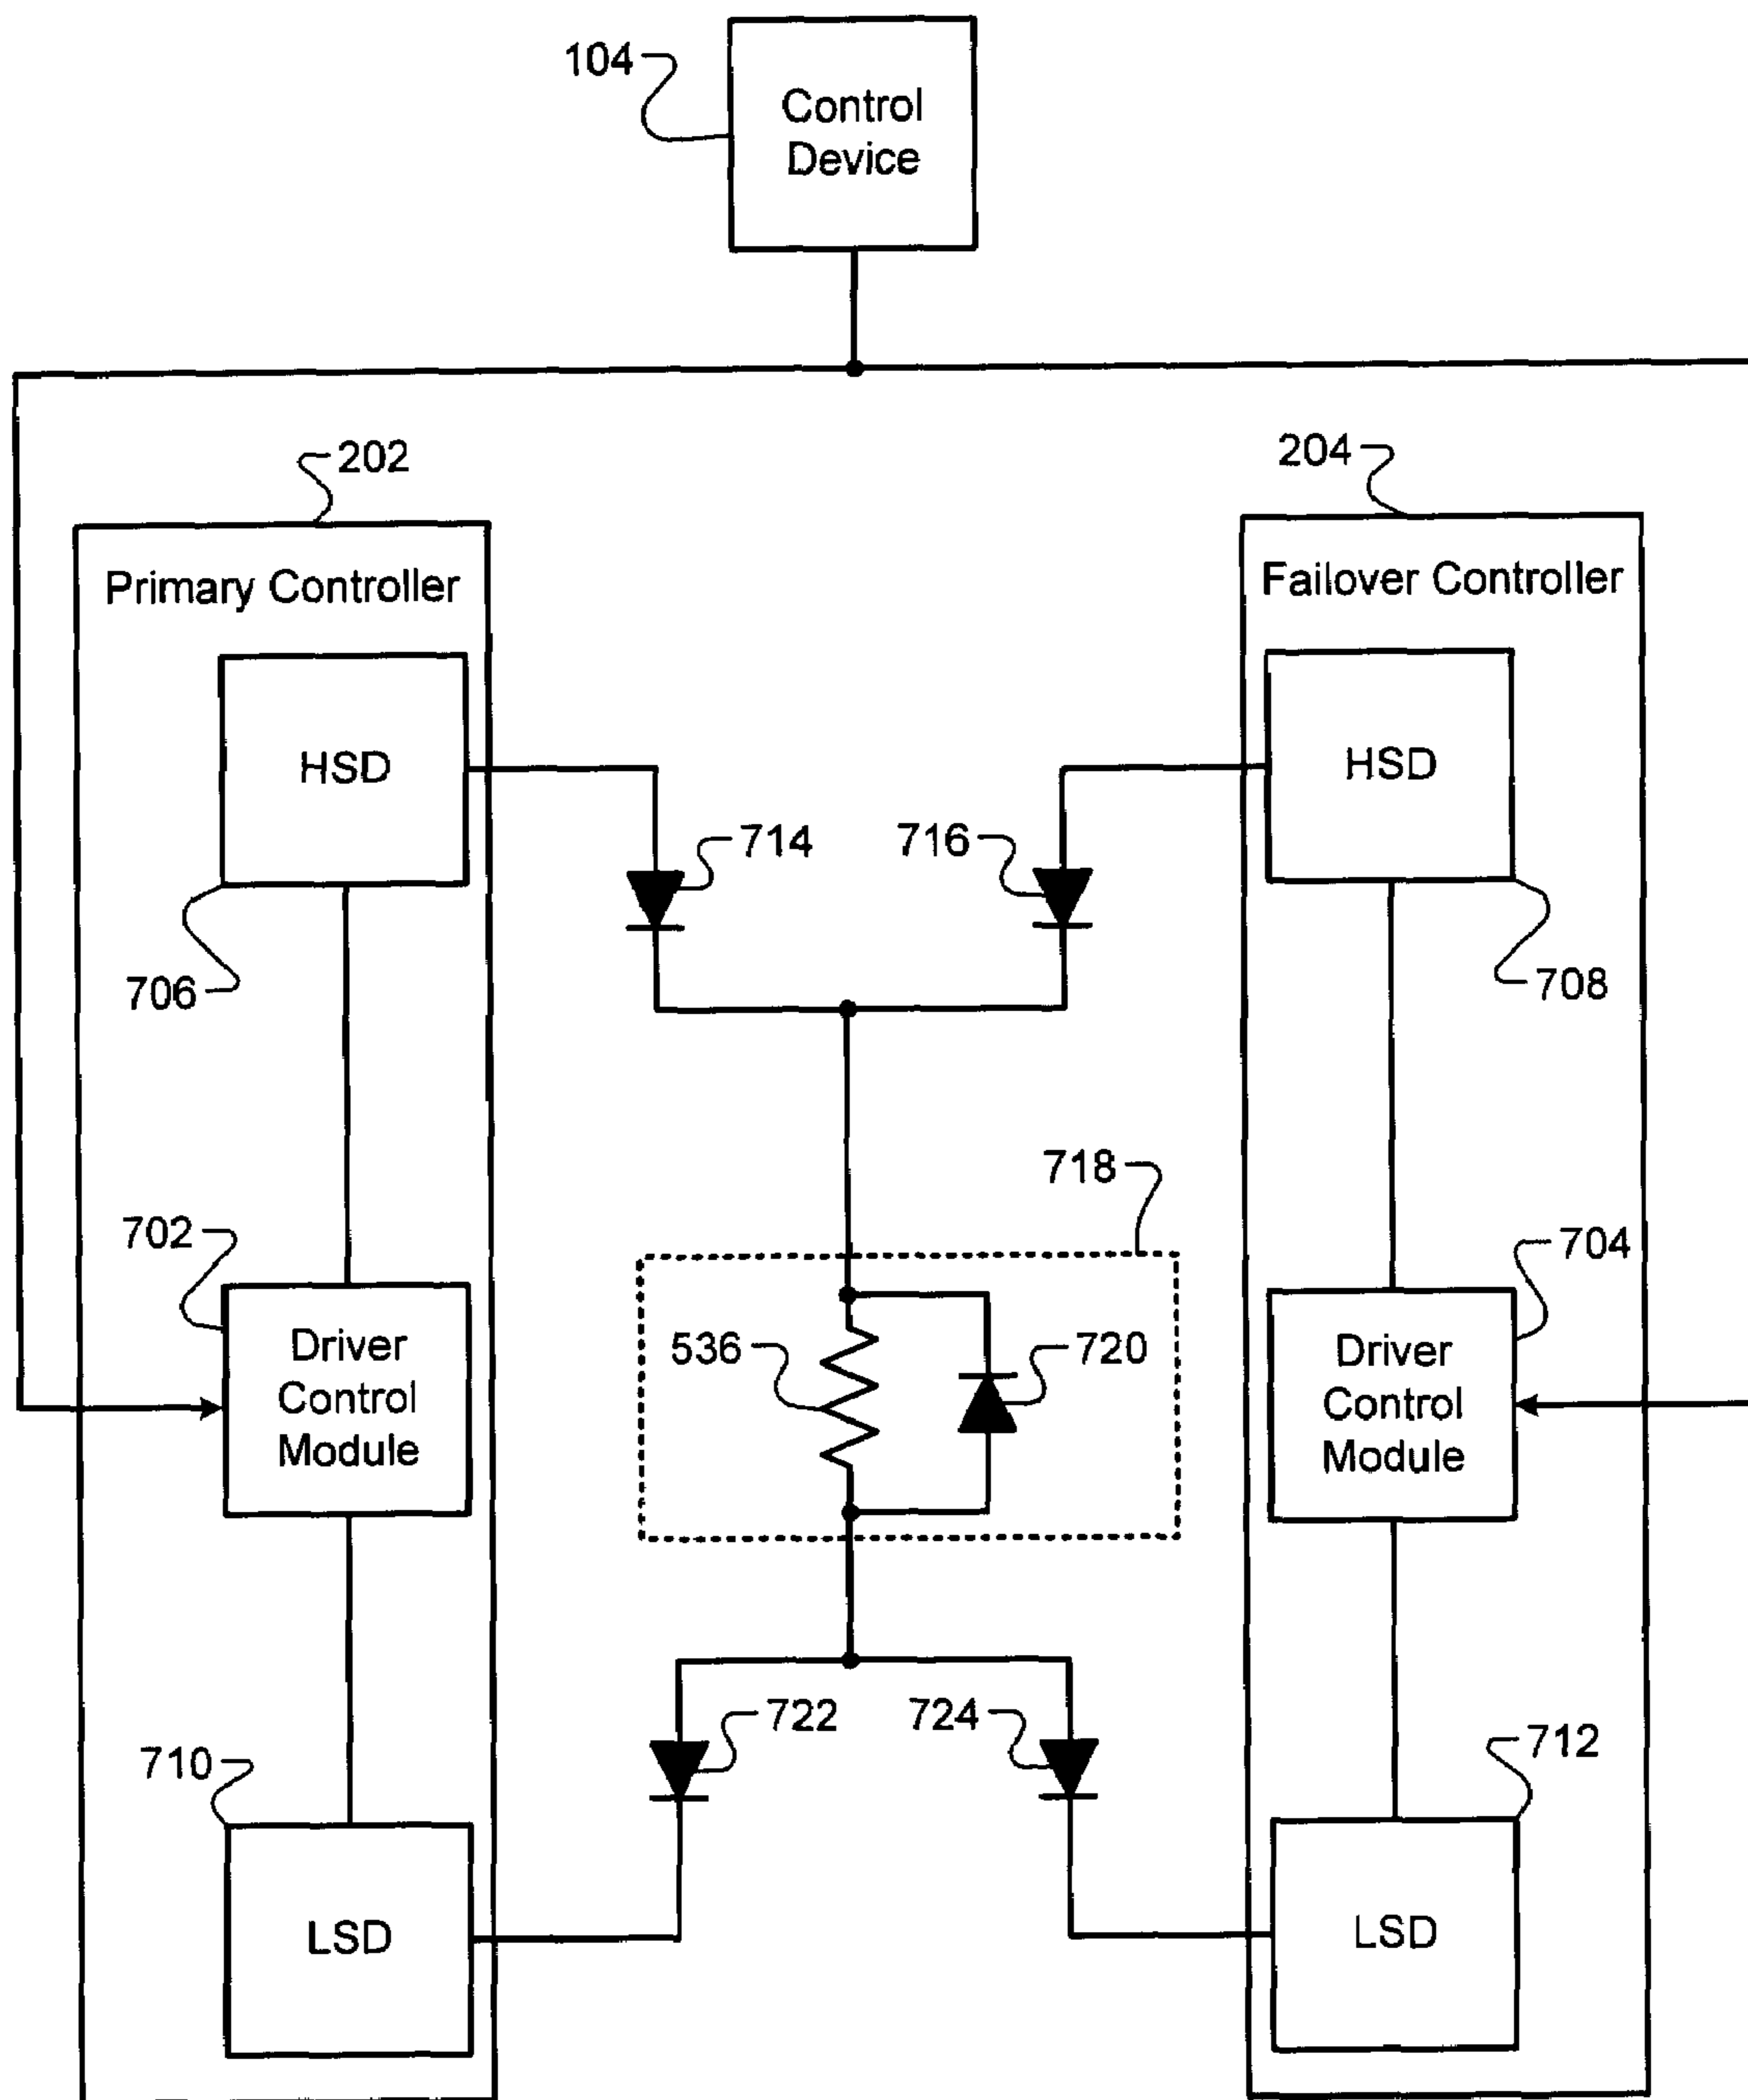 104
Control
Device
202
204
Primary Controller
Failover Controller
HSD
HSD
714
716
706
708
718
702
704
Driver
Control
Module
536
720
Driver
Control
Module
722
724
710
712
LSD
LSD